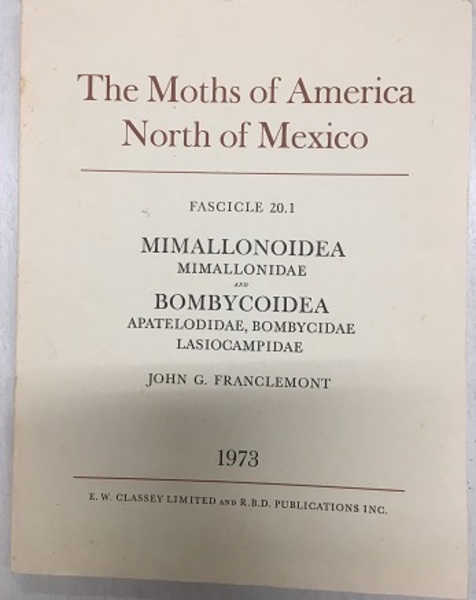 The Moths of America
North of Mexico
FASCICLE 20.1
MIMALLONOIDEA
MIMALLONIDAE
AND
BOMBYCOIDEA
APATELODIDAE, BOMBYCIDAE
LASIOCAMPIDAE
JOHN G. FRANCLEMONT
1973
E. W. CLASSEY LIMITED AND R.B.D. PUBLICATIONS INC.